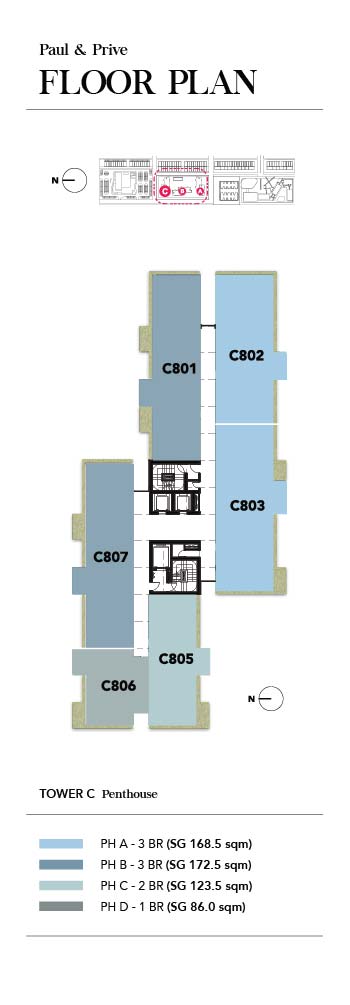 Paul & Prive
FLOOR PLAN
N
C B A
C801
C802
C803
C807
C805
C806
N
TOWER C Penthouse
PH A - 3 BR (SG 168.5 sqm)
PH B - 3 BR (SG 172.5 sqm)
PH C - 2 BR (SG 123.5 sqm)
PH D - 1 BR (SG 86.0 sqm)